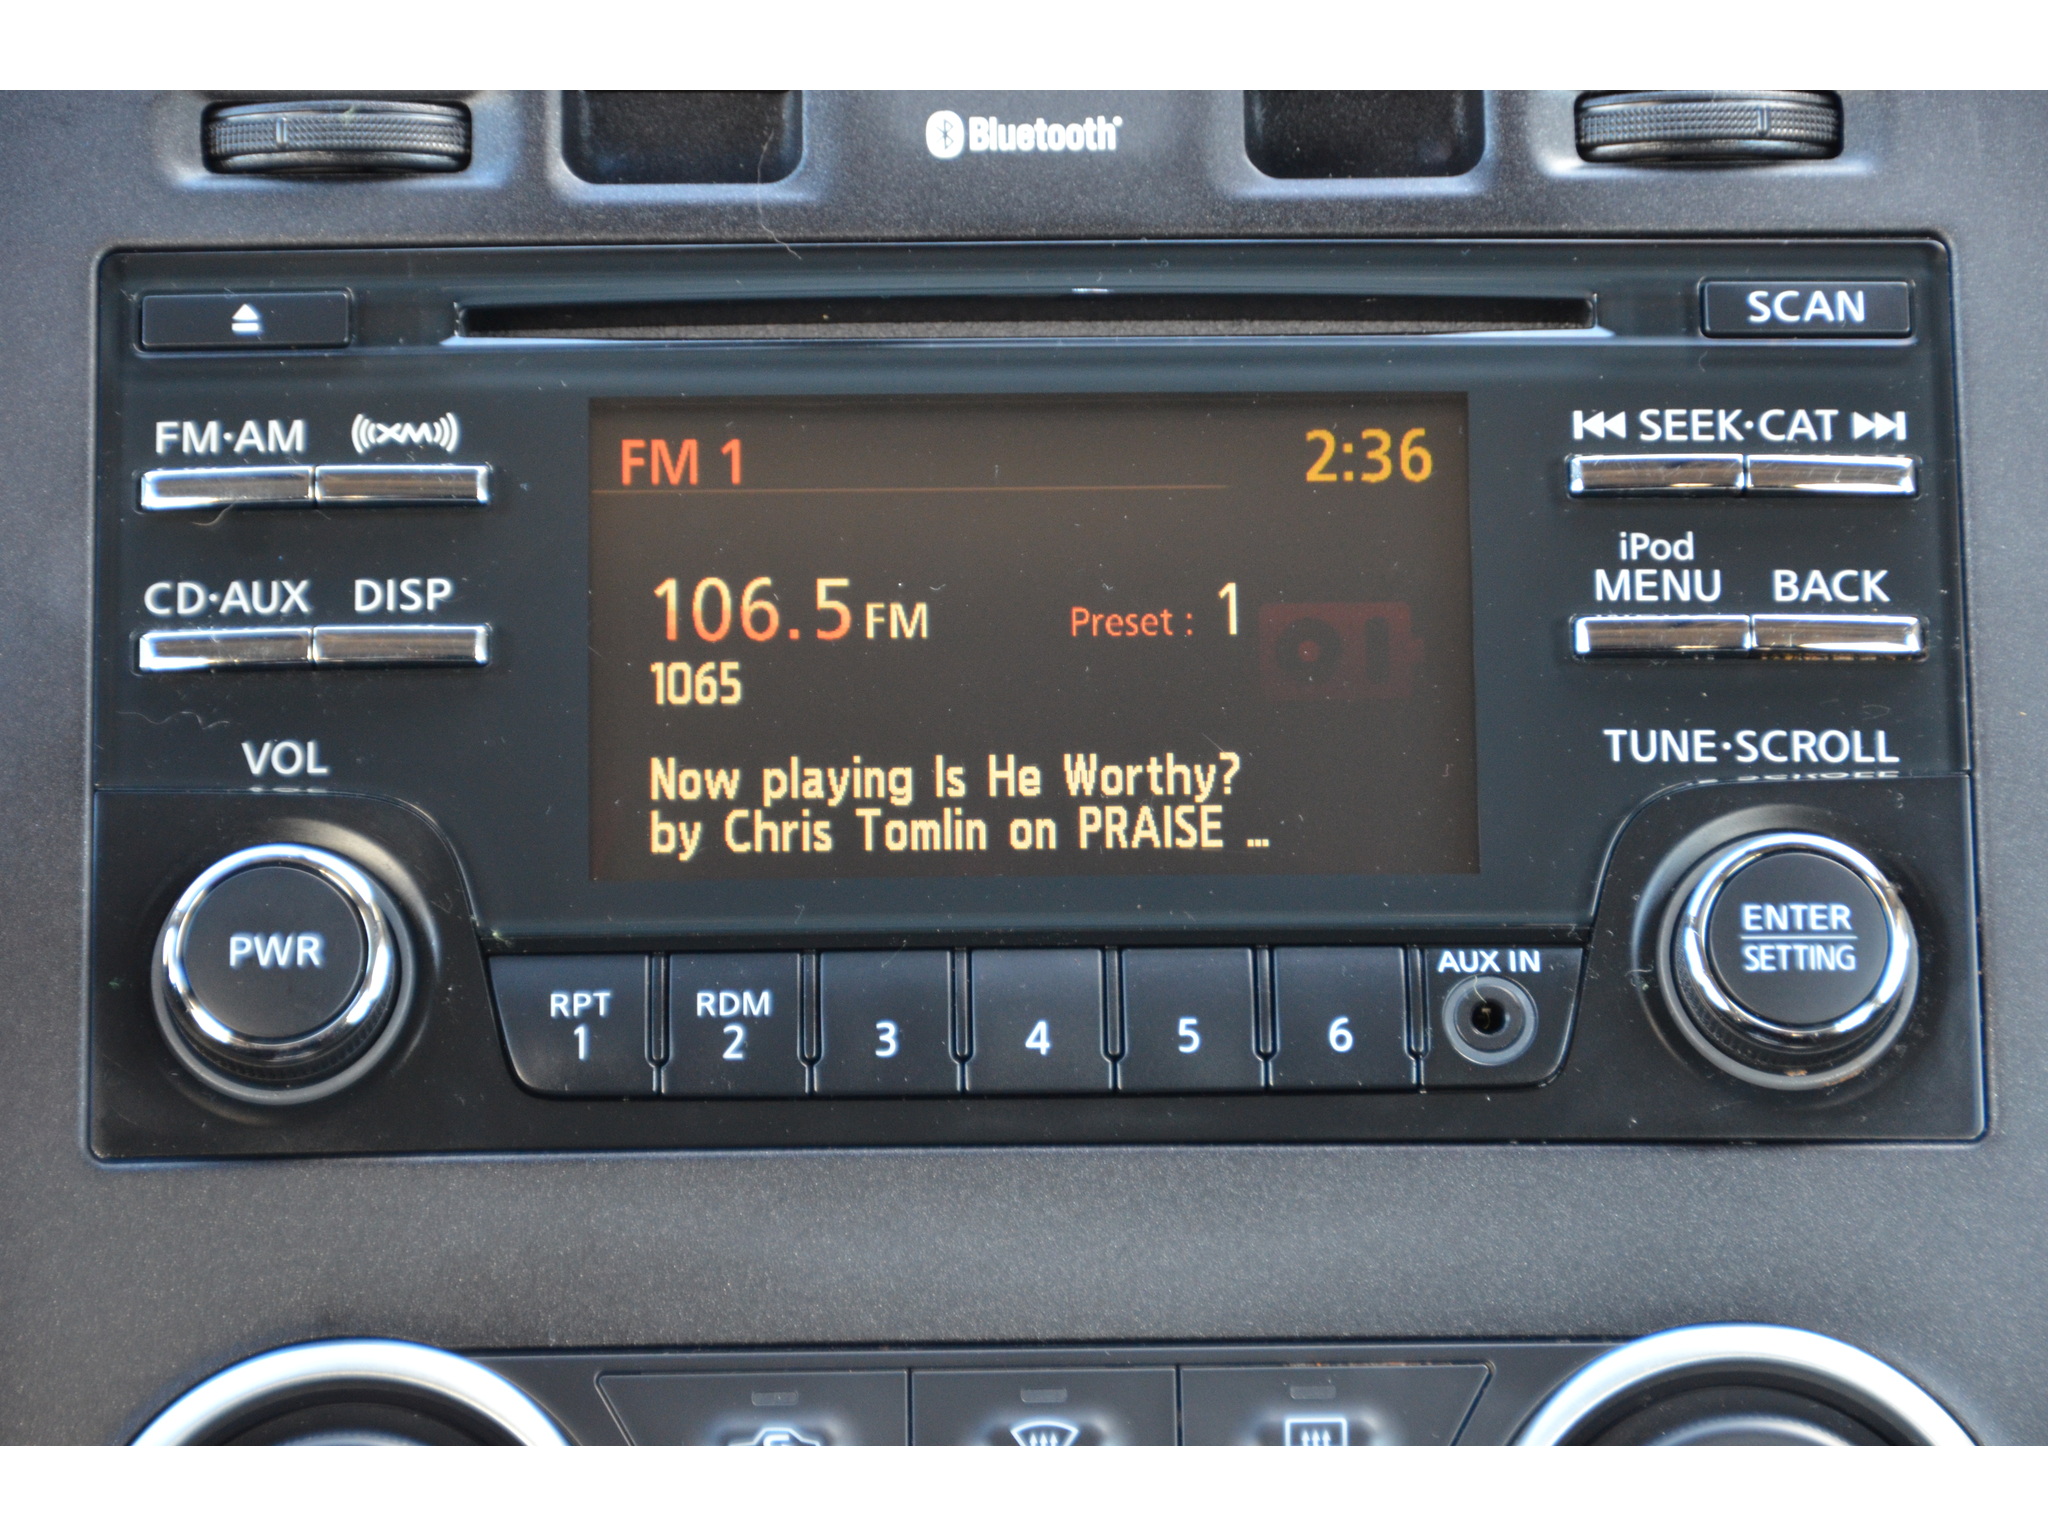 Bluetooth
SCAN
FM·AM XM
SEEK·CAT
FM 1 2:36
iPod
CD·AUX DISP
MENU BACK
106.5 FM Preset : 1
1065
VOL
TUNE·SCROLL
Now playing Is He Worthy?
by Chris Tomlin on PRAISE ...
PWR
ENTER
SETTING
AUX IN
RPT RDM
1 2 3 4 5 6